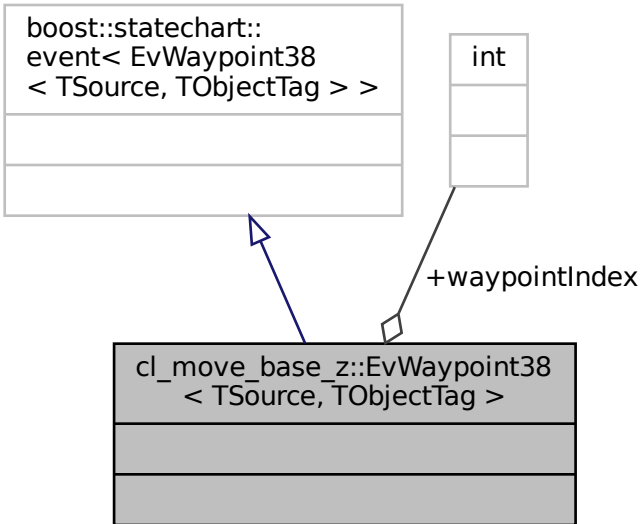 boost::statechart::
event< EvWaypoint38
< TSource, TObjectTag > >
int
+waypointIndex
cl_move_base_z::EvWaypoint38
< TSource, TObjectTag >